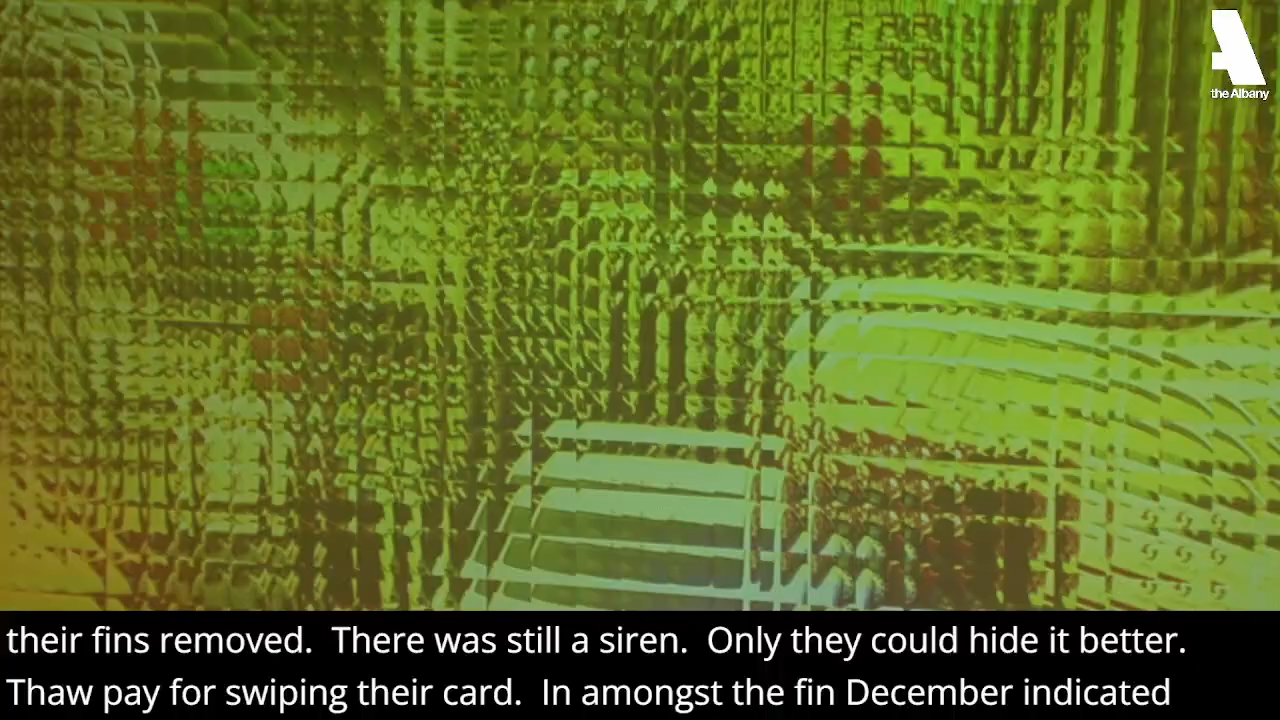 the Albany
their fins removed.  There was still a siren.  Only they could hide it better.
Thaw pay for swiping their card.  In amongst the fin December indicated